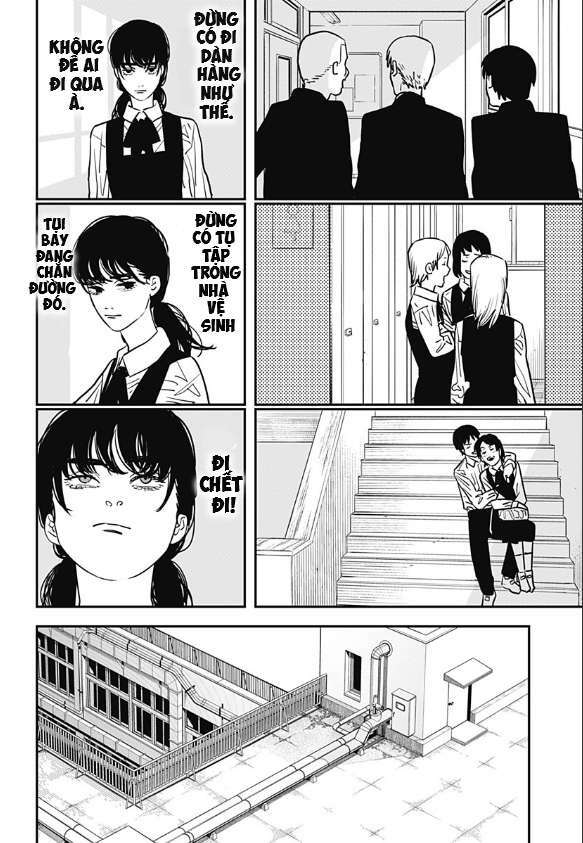 ĐỪNG
CÓ ĐI
DÀN
HÀNG
NHƯ
THẾ.
KHÔNG
ĐỂ AI
ĐI QUA
À.
ĐỪNG
CÓ TỤ
TẬP
TRONG
NHÀ
VỆ
SINH
TỤI
BÂY
ĐANG
CHẮN
ĐƯỜNG
ĐÓ.
ĐI
CHẾT
ĐI!